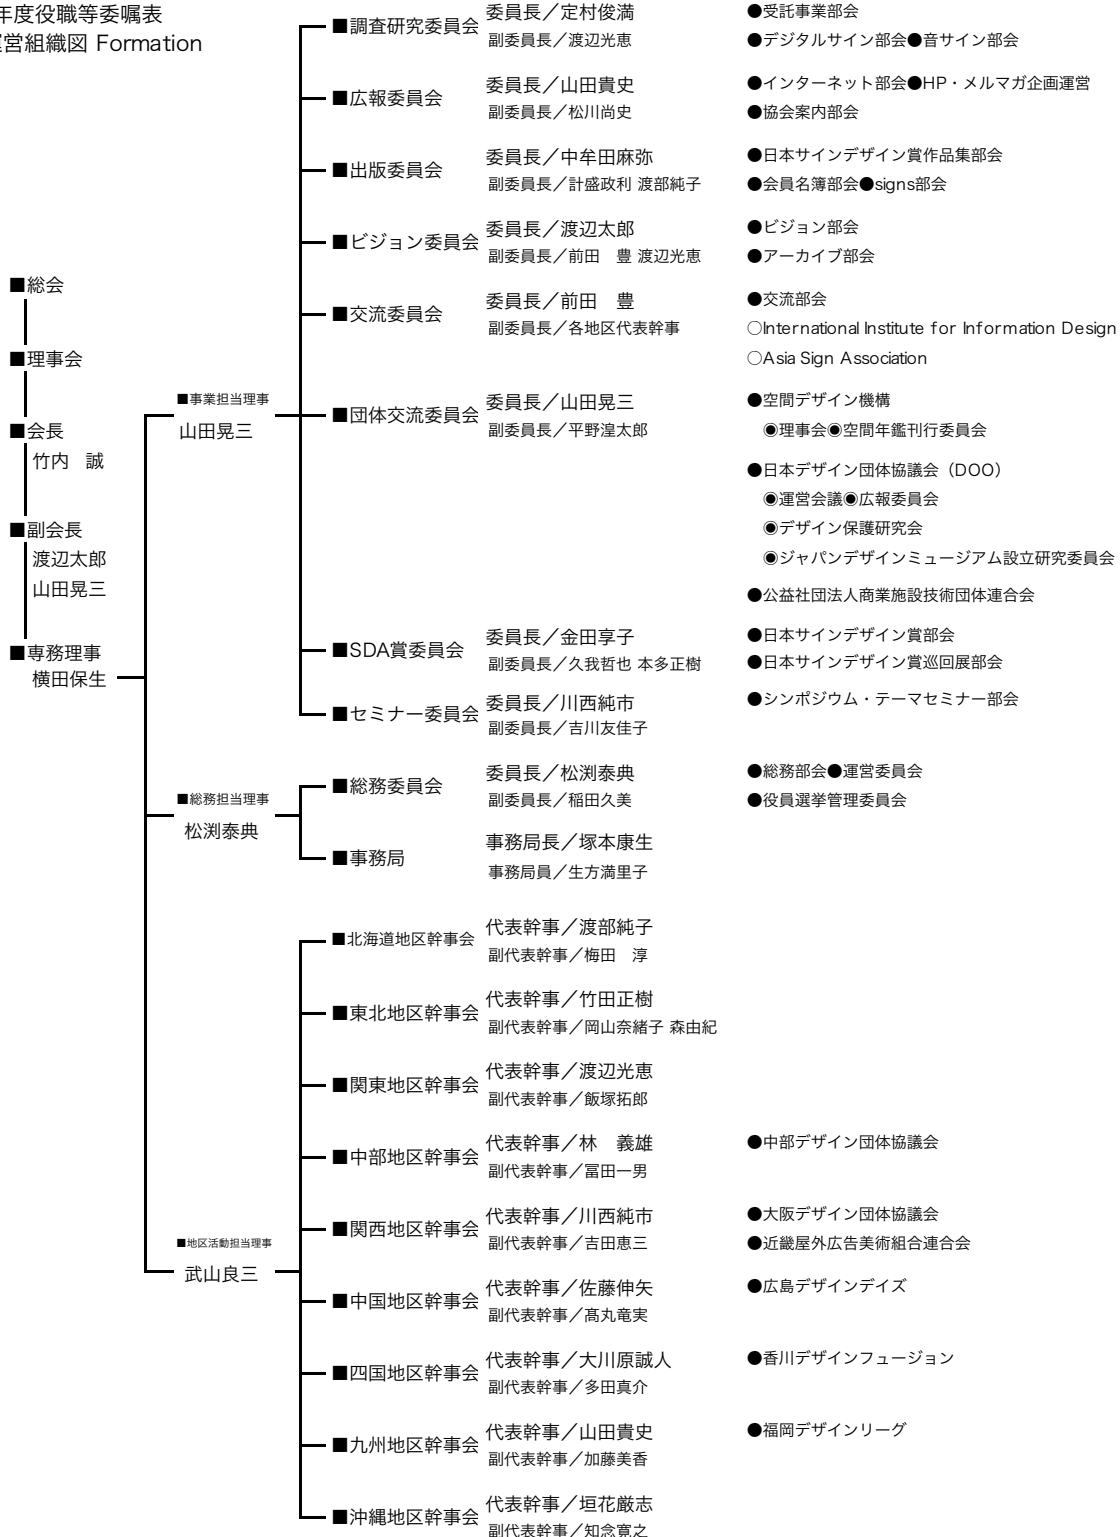 年度役職等委嘱表
営組織図 Formation
■総会
■理事会
■会長
竹内　誠
■副会長
渡辺太郎
山田晃三
■専務理事
横田保生
■事業担当理事
山田晃三
■調査研究委員会
委員長／定村俊満
副委員長／渡辺光恵
●受託事業部会
●デジタルサイン部会●音サイン部会
■広報委員会
委員長／山田貴史
副委員長／松川尚史
●インターネット部会●HP・メルマガ企画運営
●協会案内部会
■出版委員会
委員長／中牟田麻弥
副委員長／計盛政利 渡部純子
●日本サインデザイン賞作品集部会
●会員名簿部会●signs部会
■ビジョン委員会
委員長／渡辺太郎
副委員長／前田　豊 渡辺光恵
●ビジョン部会
●アーカイブ部会
■交流委員会
委員長／前田　豊
副委員長／各地区代表幹事
●交流部会
○International Institute for Information Design
○Asia Sign Association
■団体交流委員会
委員長／山田晃三
副委員長／平野湟太郎
●空間デザイン機構
◉理事会◉空間年鑑刊行委員会
●日本デザイン団体協議会（DOO）
◉運営会議◉広報委員会
◉デザイン保護研究会
◉ジャパンデザインミュージアム設立研究委員会
●公益社団法人商業施設技術団体連合会
■SDA賞委員会
委員長／金田享子
副委員長／久我哲也 本多正樹
●日本サインデザイン賞部会
●日本サインデザイン賞巡回展部会
■セミナー委員会
委員長／川西純市
副委員長／吉川友佳子
●シンポジウム・テーマセミナー部会
■総務担当理事
松渕泰典
■総務委員会
委員長／松渕泰典
副委員長／稲田久美
●総務部会●運営委員会
●役員選挙管理委員会
■事務局
事務局長／塚本康生
事務局員／生方満里子
■地区活動担当理事
武山良三
■北海道地区幹事会
代表幹事／渡部純子
副代表幹事／梅田　淳
■東北地区幹事会
代表幹事／竹田正樹
副代表幹事／岡山奈緒子 森由紀
■関東地区幹事会
代表幹事／渡辺光恵
副代表幹事／飯塚拓郎
■中部地区幹事会
代表幹事／林　義雄
副代表幹事／冨田一男
●中部デザイン団体協議会
■関西地区幹事会
代表幹事／川西純市
副代表幹事／吉田恵三
●大阪デザイン団体協議会
●近畿屋外広告美術組合連合会
■中国地区幹事会
代表幹事／佐藤伸矢
副代表幹事／髙丸竜実
●広島デザインデイズ
■四国地区幹事会
代表幹事／大川原誠人
副代表幹事／多田真介
●香川デザインフュージョン
■九州地区幹事会
代表幹事／山田貴史
副代表幹事／加藤美香
●福岡デザインリーグ
■沖縄地区幹事会
代表幹事／垣花厳志
副代表幹事／知念寛之